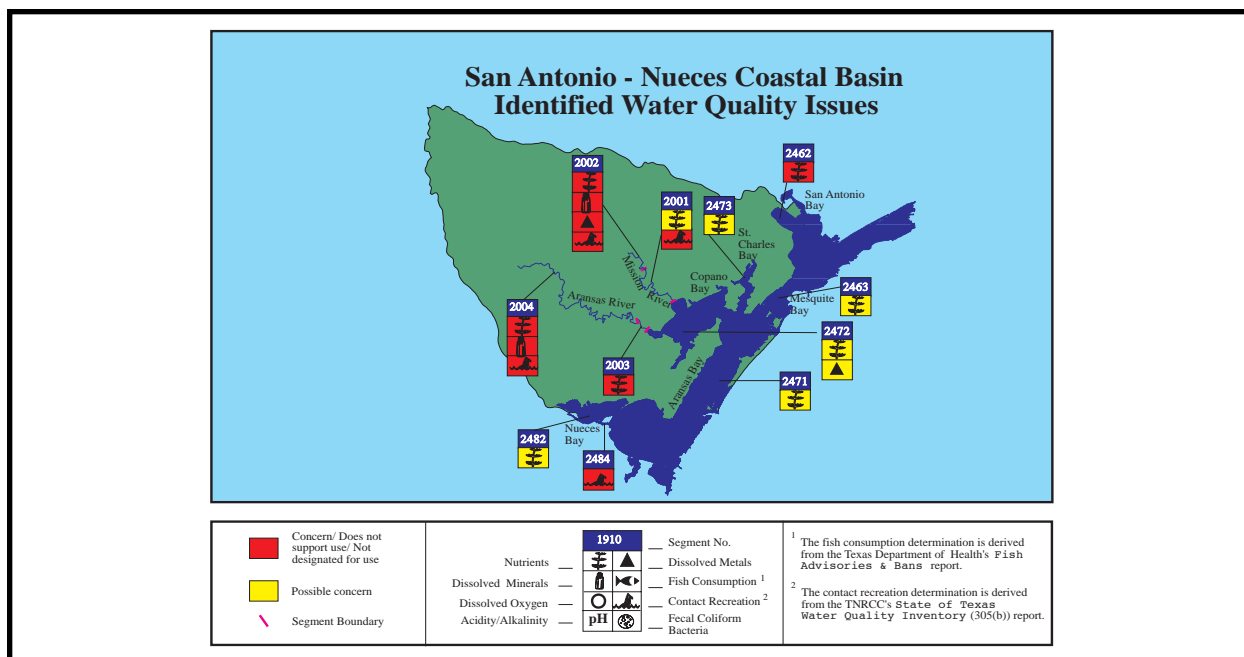 San Antonio - Nueces Coastal Basin
Identified Water Quality Issues
2462
2002
San Antonio
Bay
2001
2473
St.
Charles
Bay
Mission River
Copano
Bay
2463
Mesquite
Bay
Aransas River
2004
2472
2003
Aransas Bay
2471
Nueces
Bay
2482
2484
Concern/ Does not
support use/ Not
designated for use
Possible concern
Segment Boundary
1910
Segment No.
Nutrients
Dissolved Metals
Dissolved Minerals
Fish Consumption 1
Dissolved Oxygen
Contact Recreation 2
Acidity/Alkalinity
pH
Fecal Coliform
Bacteria
1 The fish consumption determination is derived
from the Texas Department of Health's Fish
Advisories & Bans report.
2 The contact recreation determination is derived
from the TNRCC's State of Texas
Water Quality Inventory (305(b)) report.